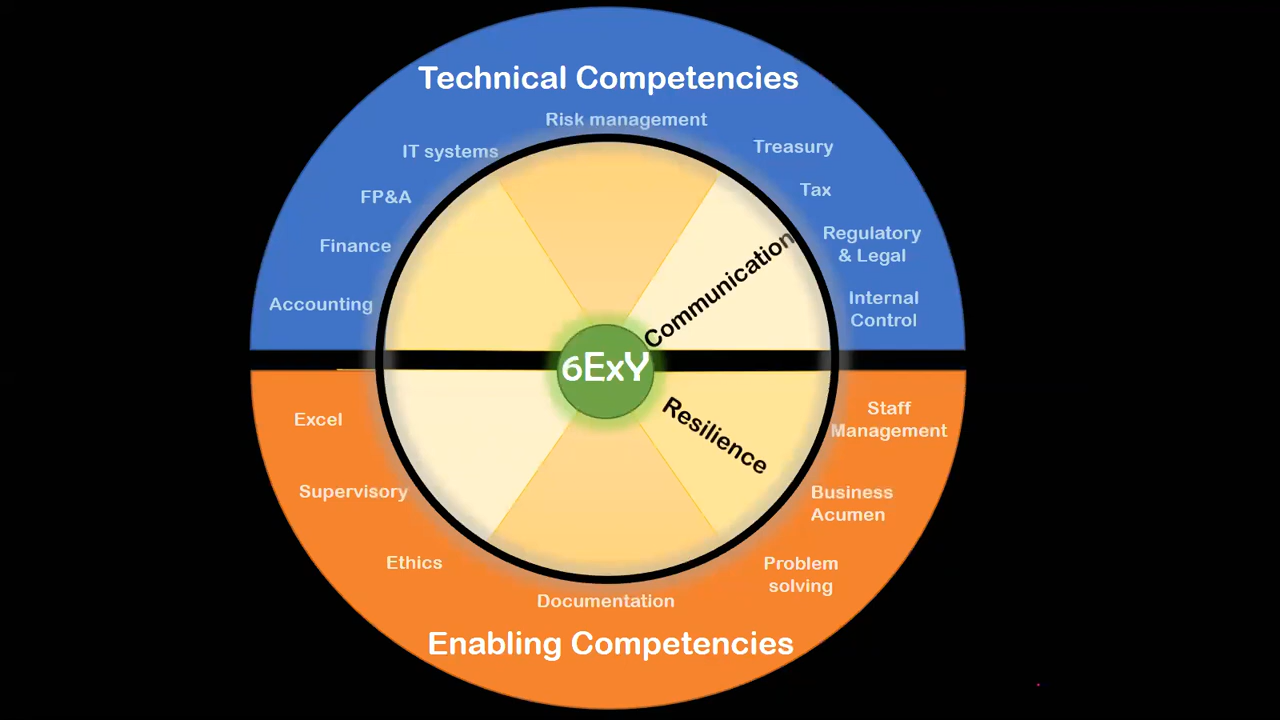 Technical Competencies
Risk management
IT systems
Treasury
FP&A
Tax
Finance
Regulatory
& Legal
Accounting
Internal
Control
Communication
6ExY
Resilience
Excel
Staff
Management
Supervisory
Business
Acumen
Ethics
Problem
solving
Documentation
Enabling Competencies